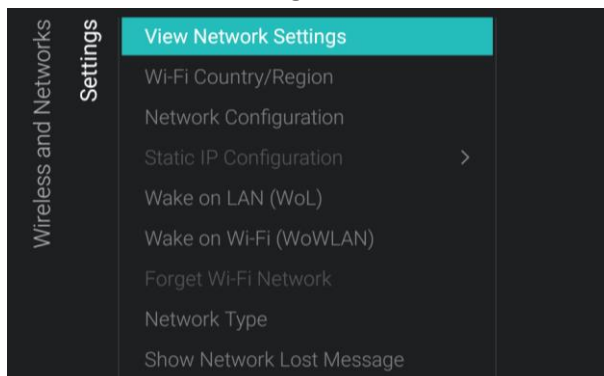 Wireless and Networks
Settings
View Network Settings
Wi-Fi Country/Region
Network Configuration
Static IP Configuration
Wake on LAN (WoL)
Wake on Wi-Fi (WoWLAN)
Forget Wi-Fi Network
Network Type
Show Network Lost Message